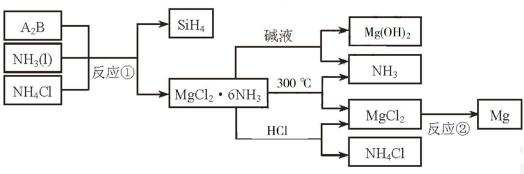 A₂B
NH₃(l)
NH₄Cl
反应①
SiH₄
MgCl₂·6NH₃
碱液
300 ℃
HCl
Mg(OH)₂
NH₃
MgCl₂
NH₄Cl
反应②
Mg